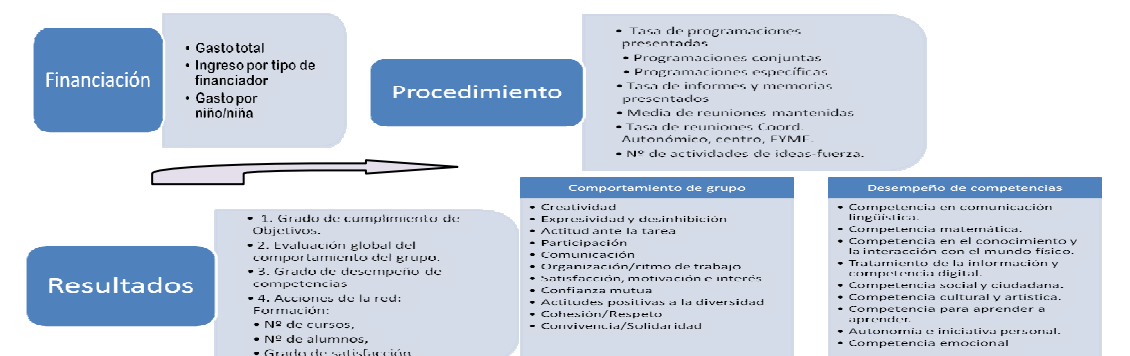 Financiación
• Gasto total
• Ingreso por tipo de
financiador
• Gasto por
niño/niña
Procedimiento
• Tasa de programaciones
presentadas
• Programaciones conjuntas
• Programaciones específicas
• Tasa de informes y memorias
presentados
• Media de reuniones mantenidas
• Tasa de reuniones Coord.
Autonómico, centro, FYME.
• Nº de actividades de ideas-fuerza.
Resultados
• 1. Grado de cumplimiento de
Objetivos.
• 2. Evaluación global del
comportamiento del grupo.
• 3. Grado de desempeño de
competencias
• 4. Acciones de la red:
Formación:
• Nº de cursos,
• Nº de alumnos,
• Grado de satisfacción
Comportamiento de grupo
• Creatividad
• Expresividad y desinhibición
• Actitud ante la tarea
• Participación
• Comunicación
• Organización/ritmo de trabajo
• Satisfacción, motivación e interés
• Confianza mutua
• Actitudes positivas a la diversidad
• Cohesión/Respeto
• Convivencia/Solidaridad
Desempeño de competencias
• Competencia en comunicación
lingüística.
• Competencia matemática.
• Competencia en el conocimiento y
la interacción con el mundo físico.
• Tratamiento de la información y
competencia digital.
• Competencia social y ciudadana.
• Competencia cultural y artística.
• Competencia para aprender a
aprender.
• Autonomía e iniciativa personal.
• Competencia emocional